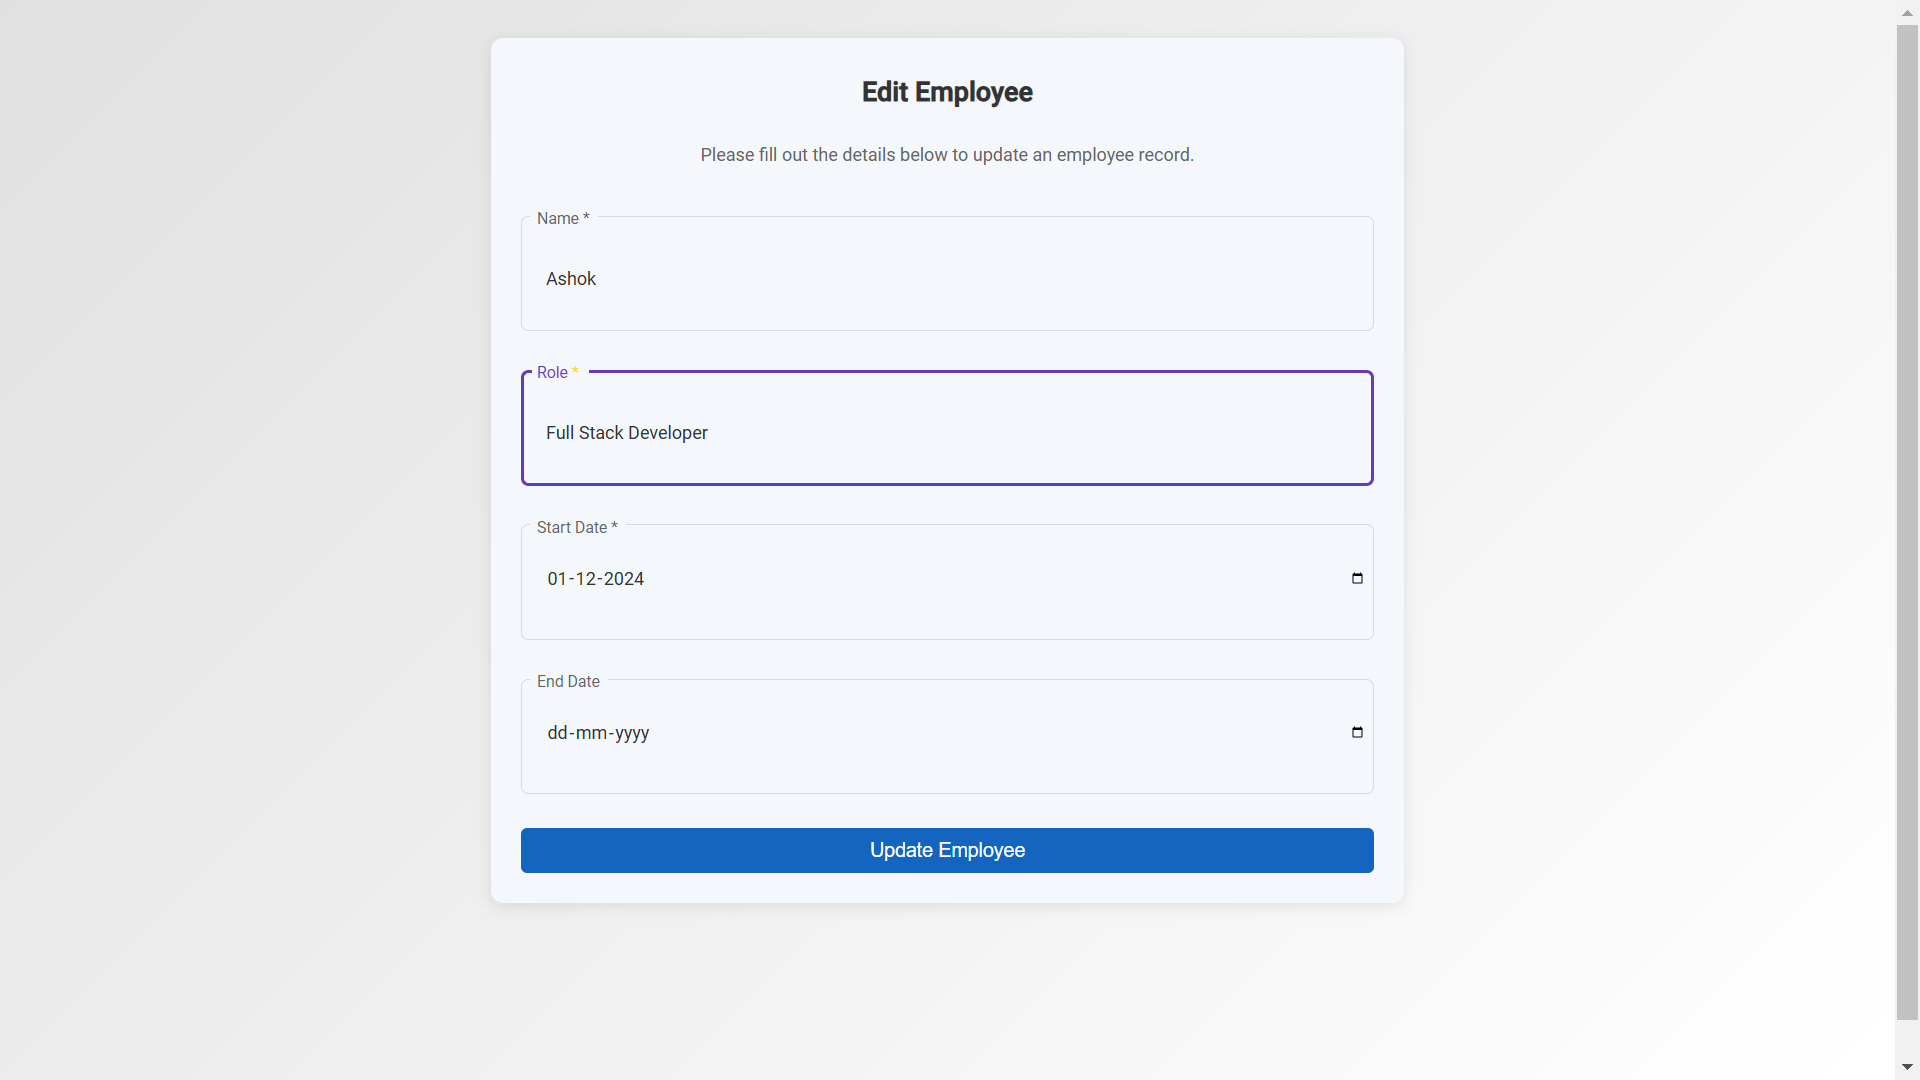 Edit Employee
Please fill out the details below to update an employee record.
Name *
Ashok
Role *
Full Stack Developer
Start Date *
01-12-2024
End Date
dd-mm-yyyy
Update Employee